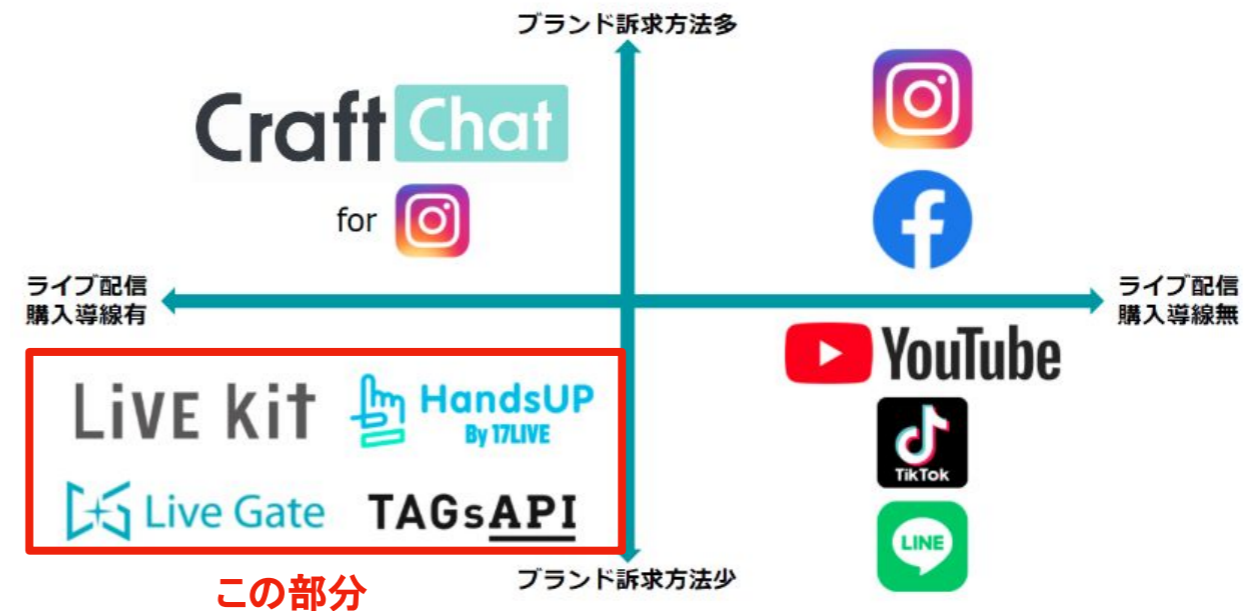 ブランド訴求方法多
Craft Chat
for
ライブ配信
購入導線有
ライブ配信
購入導線無
YouTube
LiVE kit
HandsUP
By 17LIVE
TikTok
Live Gate
TAGsAPI
LINE
ブランド訴求方法少
この部分